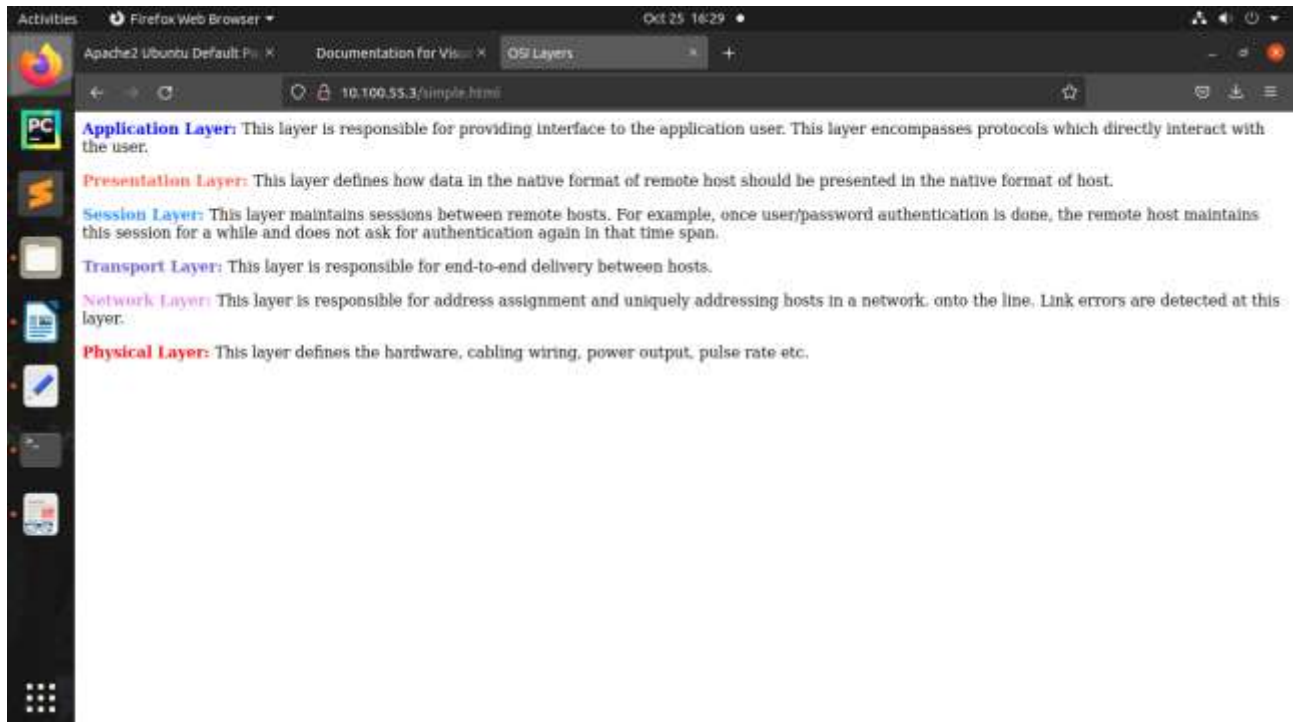 Activities Firefox Web Browser Oct 25 16:29
Apache2 Ubuntu Default Documentation for OSI Layers
10.100.55.3/simple.html
PC
Application Layer: This layer is responsible for providing interface to the application user. This layer encompasses protocols which directly interact with
the user.
Presentation Layer: This layer defines how data in the native format of remote host should be presented in the native format of host.
Session Layer: This layer maintains sessions between remote hosts. For example, once user/password authentication is done, the remote host maintains
this session for a while and does not ask for authentication again in that time span.
Transport Layer: This layer is responsible for end-to-end delivery between hosts.
Network Layer: This layer is responsible for address assignment and uniquely addressing hosts in a network. onto the line. Link errors are detected at this
layer.
Physical Layer: This layer defines the hardware, cabling wiring, power output, pulse rate etc.